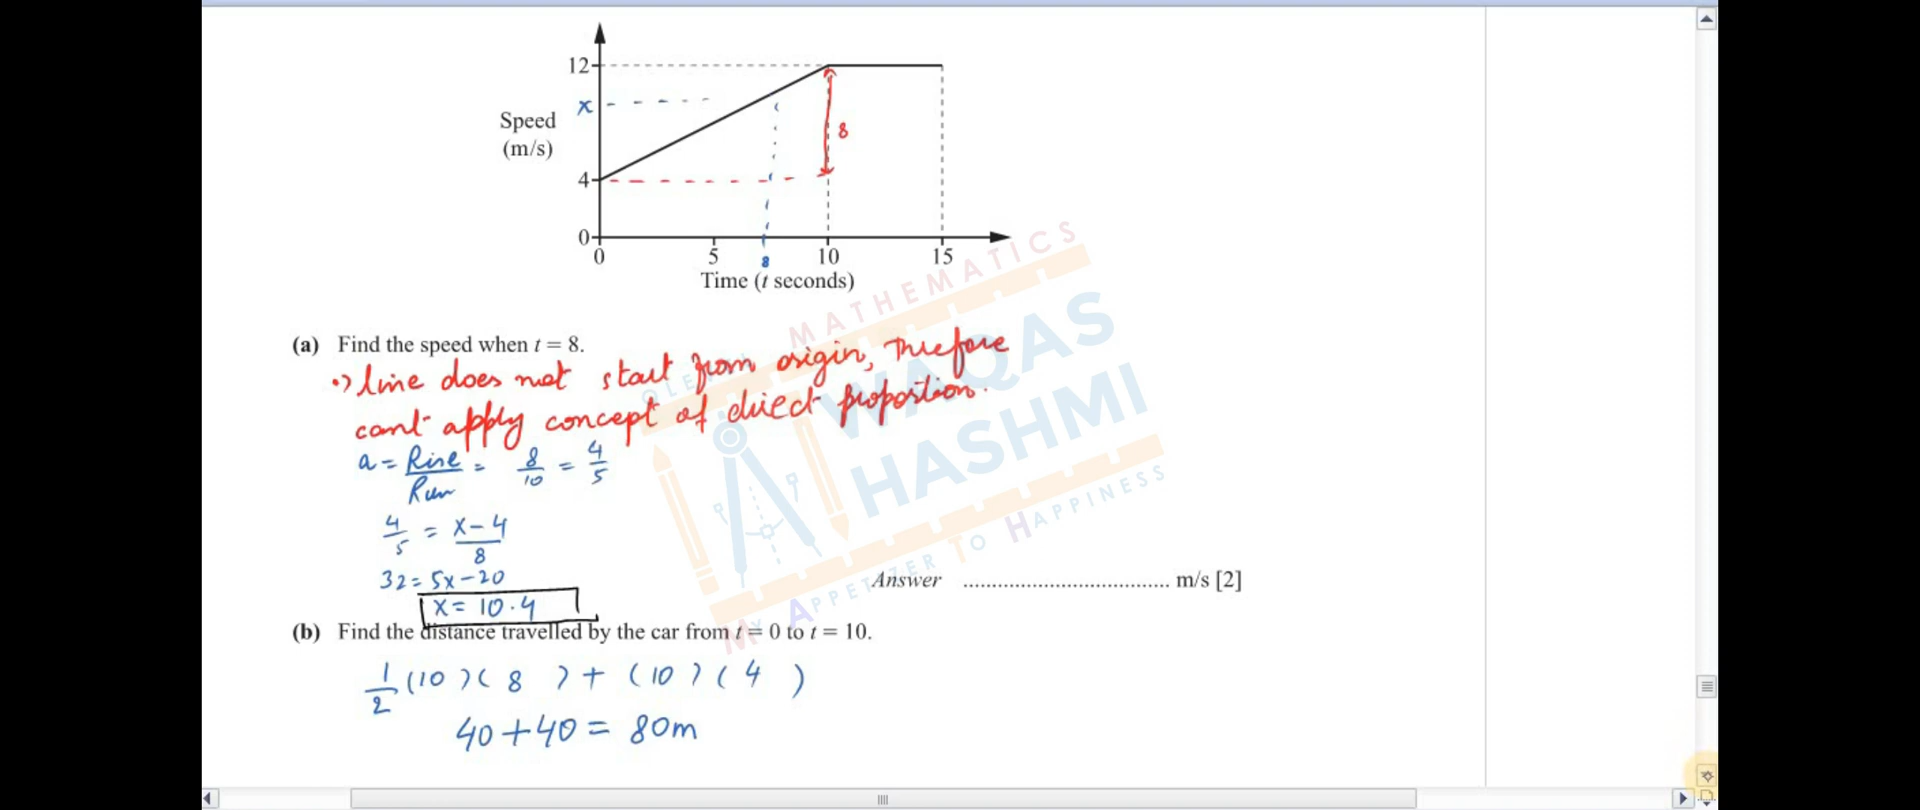 12
x
Speed
(m/s)
8
4
0
0 5 8 10 15
Time (t seconds)
(a) Find the speed when t = 8.
•) line does not start from origin, Therefore
cant apply concept of direct proportion.
a = Rise/Run = 8/10 = 4/5
4/5 = x-4/8
32 = 5x-20
x = 10.4
Answer .................................. m/s [2]
(b) Find the distance travelled by the car from t = 0 to t = 10.
1/2 (10)( 8 ) + (10)( 4 )
40+40 = 80m
MATHEMATICS
WAQAS
HASHMI
MY APPETIZER TO HAPPINESS